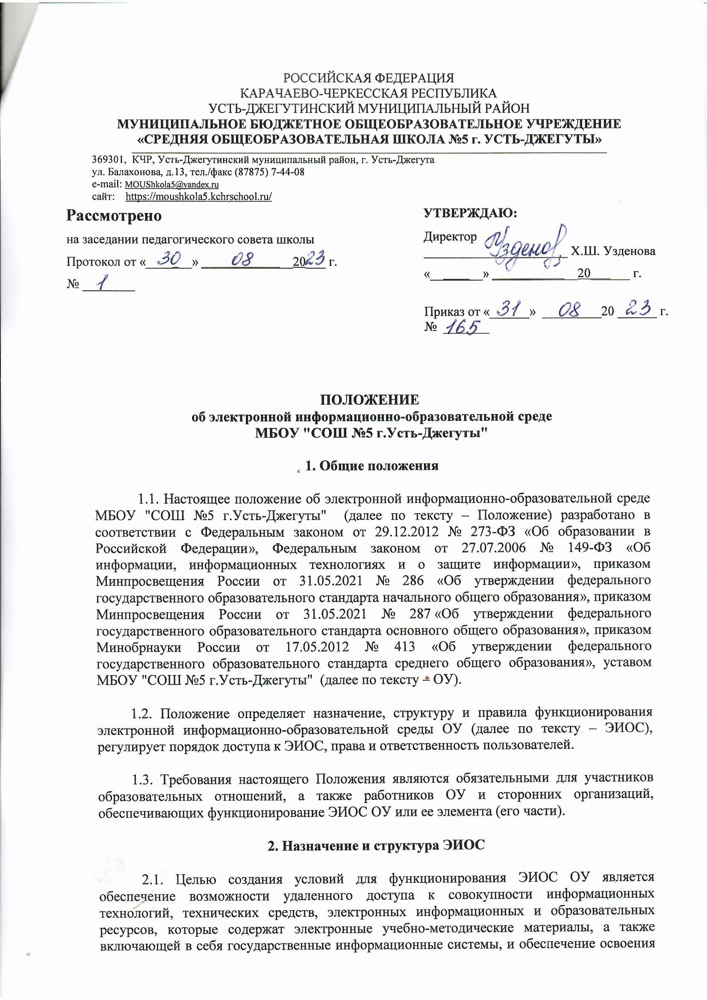 РОССИЙСКАЯ ФЕДЕРАЦИЯ
КАРАЧАЕВО-ЧЕРКЕССКАЯ РЕСПУБЛИКА
УСТЬ-ДЖЕГУТИНСКИЙ МУНИЦИПАЛЬНЫЙ РАЙОН
МУНИЦИПАЛЬНОЕ БЮДЖЕТНОЕ ОБЩЕОБРАЗОВАТЕЛЬНОЕ УЧРЕЖДЕНИЕ
«СРЕДНЯЯ ОБЩЕОБРАЗОВАТЕЛЬНАЯ ШКОЛА №5 г. УСТЬ-ДЖЕГУТЫ»
369301, КЧР, Усть-Джегутинский муниципальный район, г. Усть-Джегута
ул. Балахонова, д.13, тел./факс (87875) 7-44-08
e-mail: MOUShkola5@yandex.ru
сайт: https://moushkola5.kchrschool.ru/
Рассмотрено
на заседании педагогического совета школы
Протокол от «30» 08 2023 г.
№ 1
УТВЕРЖДАЮ:
Директор
Узденов Х.Ш. Узденова
«______» ____________20______ г.
Приказ от «31» 08 20 23 г.
№ 165
ПОЛОЖЕНИЕ
об электронной информационно-образовательной среде
МБОУ "СОШ №5 г.Усть-Джегуты"
1. Общие положения
1.1. Настоящее положение об электронной информационно-образовательной среде
МБОУ "СОШ №5 г.Усть-Джегуты" (далее по тексту – Положение) разработано в
соответствии с Федеральным законом от 29.12.2012 № 273-ФЗ «Об образовании в
Российской Федерации», Федеральным законом от 27.07.2006 № 149-ФЗ «Об
информации, информационных технологиях и о защите информации», приказом
Минпросвещения России от 31.05.2021 № 286 «Об утверждении федерального
государственного образовательного стандарта начального общего образования», приказом
Минпросвещения России от 31.05.2021 № 287 «Об утверждении федерального
государственного образовательного стандарта основного общего образования», приказом
Минобрнауки России от 17.05.2012 № 413 «Об утверждении федерального
государственного образовательного стандарта среднего общего образования», уставом
МБОУ "СОШ №5 г.Усть-Джегуты" (далее по тексту – ОУ).
1.2. Положение определяет назначение, структуру и правила функционирования
электронной информационно-образовательной среды ОУ (далее по тексту – ЭИОС),
регулирует порядок доступа к ЭИОС, права и ответственность пользователей.
1.3. Требования настоящего Положения являются обязательными для участников
образовательных отношений, а также работников ОУ и сторонних организаций,
обеспечивающих функционирование ЭИОС ОУ или ее элемента (его части).
2. Назначение и структура ЭИОС
2.1. Целью создания условий для функционирования ЭИОС ОУ является
обеспечение возможности удаленного доступа к совокупности информационных
технологий, технических средств, электронных информационных и образовательных
ресурсов, которые содержат электронные учебно-методические материалы, а также
включающей в себя государственные информационные системы, и обеспечение освоения